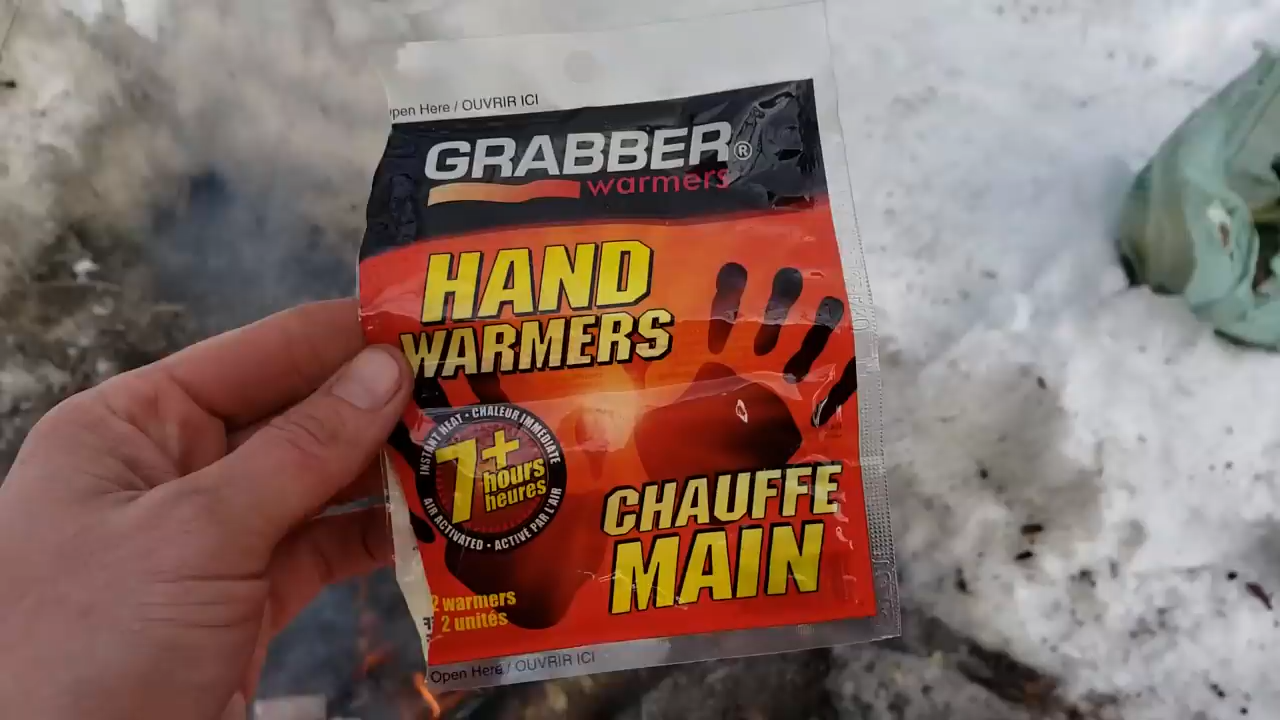 pen Here / OUVRIR ICI
GRABBER®
warmers
HAND
WARMERS
INSTANT HEAT • CHALEUR IMMÉDIATE
7+
hours
heures
AIR ACTIVATED • ACTIVÉ PAR L'AIR
CHAUFFE
MAIN
2 warmers
2 unités
Open Here / OUVRIR ICI